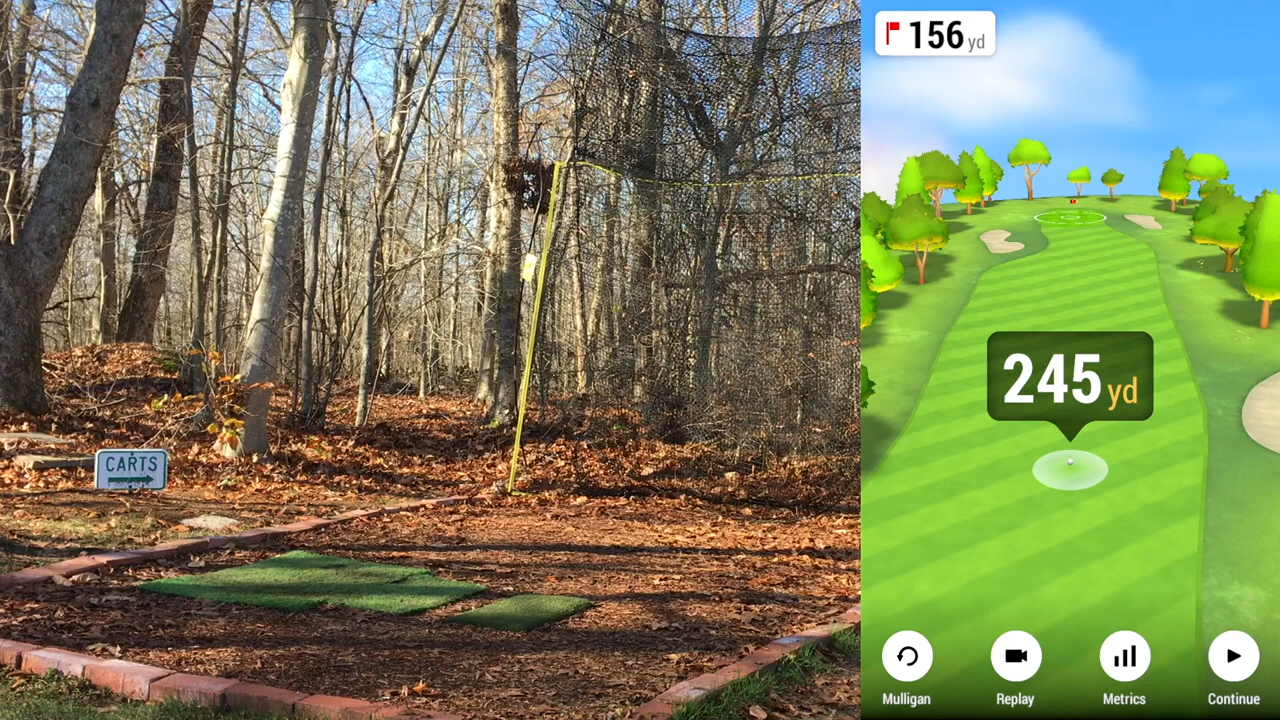 CARTS
156 yd
245 yd
Mulligan
Replay
Metrics
Continue